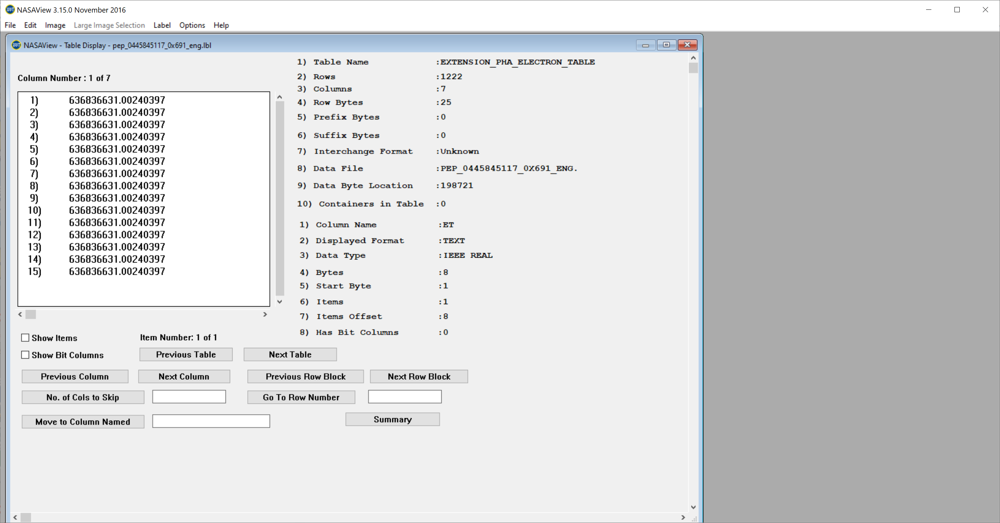 NASAView 3.15.0 November 2016
File Edit Image Large Image Selection Label Options Help
NASAView - Table Display - pep_0445845117_0x691_eng.lbl
Column Number : 1 of 7
1) 636836631.00240397
2) 636836631.00240397
3) 636836631.00240397
4) 636836631.00240397
5) 636836631.00240397
6) 636836631.00240397
7) 636836631.00240397
8) 636836631.00240397
9) 636836631.00240397
10) 636836631.00240397
11) 636836631.00240397
12) 636836631.00240397
13) 636836631.00240397
14) 636836631.00240397
15) 636836631.00240397
1) Table Name :EXTENSION_PHA_ELECTRON_TABLE
2) Rows :1222
3) Columns :7
4) Row Bytes :25
5) Prefix Bytes :0
6) Suffix Bytes :0
7) Interchange Format :Unknown
8) Data File :PEP_0445845117_0X691_ENG.
9) Data Byte Location :198721
10) Containers in Table :0
1) Column Name :ET
2) Displayed Format :TEXT
3) Data Type :IEEE REAL
4) Bytes :8
5) Start Byte :1
6) Items :1
7) Items Offset :8
8) Has Bit Columns :0
Show Items Item Number: 1 of 1
Show Bit Columns Previous Table Next Table
Previous Column Next Column Previous Row Block Next Row Block
No. of Cols to Skip Go To Row Number
Move to Column Named Summary